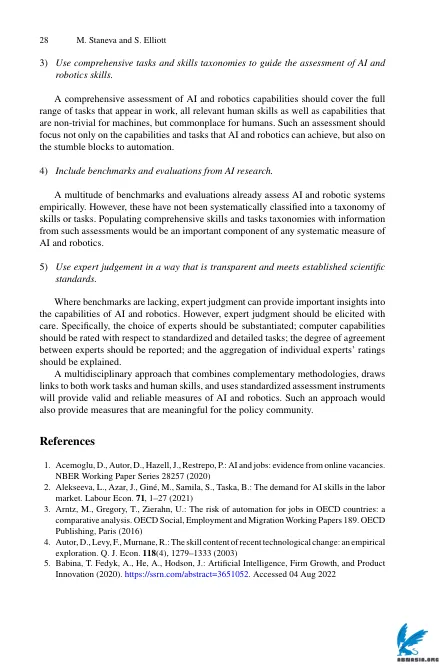 28 M. Staneva and S. Elliott
3) Use comprehensive tasks and skills taxonomies to guide the assessment of AI and
robotics skills.
A comprehensive assessment of AI and robotics capabilities should cover the full
range of tasks that appear in work, all relevant human skills as well as capabilities that
are non-trivial for machines, but commonplace for humans. Such an assessment should
focus not only on the capabilities and tasks that AI and robotics can achieve, but also on
the stumble blocks to automation.
4) Include benchmarks and evaluations from AI research.
A multitude of benchmarks and evaluations already assess AI and robotic systems
empirically. However, these have not been systematically classified into a taxonomy of
skills or tasks. Populating comprehensive skills and tasks taxonomies with information
from such assessments would be an important component of any systematic measure of
AI and robotics.
5) Use expert judgement in a way that is transparent and meets established scientific
standards.
Where benchmarks are lacking, expert judgment can provide important insights into
the capabilities of AI and robotics. However, expert judgment should be elicited with
care. Specifically, the choice of experts should be substantiated; computer capabilities
should be rated with respect to standardized and detailed tasks; the degree of agreement
between experts should be reported; and the aggregation of individual experts' ratings
should be explained.
A multidisciplinary approach that combines complementary methodologies, draws
links to both work tasks and human skills, and uses standardized assessment instruments
will provide valid and reliable measures of AI and robotics. Such an approach would
also provide measures that are meaningful for the policy community.
References
1. Acemoglu, D., Autor, D., Hazell, J., Restrepo, P.: AI and jobs: evidence from online vacancies.
NBER Working Paper Series 28257 (2020)
2. Alekseeva, L., Azar, J., Giné, M., Samila, S., Taska, B.: The demand for AI skills in the labor
market. Labour Econ. 71, 1–27 (2021)
3. Arntz, M., Gregory, T., Zierahn, U.: The risk of automation for jobs in OECD countries: a
comparative analysis. OECD Social, Employment and Migration Working Papers 189. OECD
Publishing, Paris (2016)
4. Autor, D., Levy, F., Murnane, R.: The skill content of recent technological change: an empirical
exploration. Q. J. Econ. 118(4), 1279–1333 (2003)
5. Babina, T. Fedyk, A., He, A., Hodson, J.: Artificial Intelligence, Firm Growth, and Product
Innovation (2020). https://ssrn.com/abstract=3651052. Accessed 04 Aug 2022